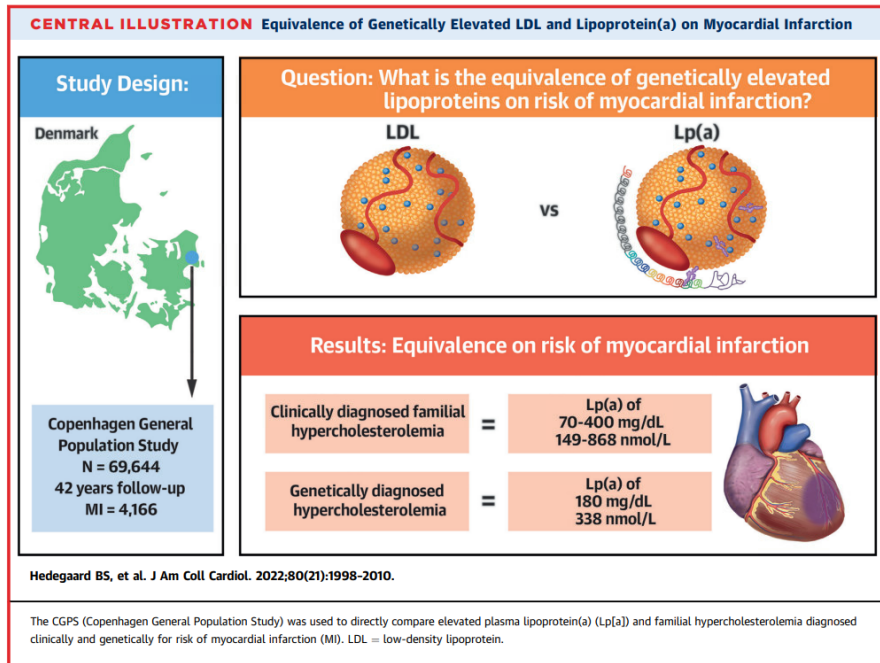 CENTRAL ILLUSTRATION Equivalence of Genetically Elevated LDL and Lipoprotein(a) on Myocardial Infarction
Study Design:
Denmark
Copenhagen General
Population Study
N = 69,644
42 years follow-up
MI = 4,166
Question: What is the equivalence of genetically elevated
lipoproteins on risk of myocardial infarction?
LDL
vs
Lp(a)
Results: Equivalence on risk of myocardial infarction
Clinically diagnosed familial
hypercholesterolemia
=
Lp(a) of
70-400 mg/dL
149-868 nmol/L
Genetically diagnosed
hypercholesterolemia
=
Lp(a) of
180 mg/dL
338 nmol/L
Hedegaard BS, et al. J Am Coll Cardiol. 2022;80(21):1998-2010.
The CGPS (Copenhagen General Population Study) was used to directly compare elevated plasma lipoprotein(a) (Lp[a]) and familial hypercholesterolemia diagnosed
clinically and genetically for risk of myocardial infarction (MI). LDL = low-density lipoprotein.